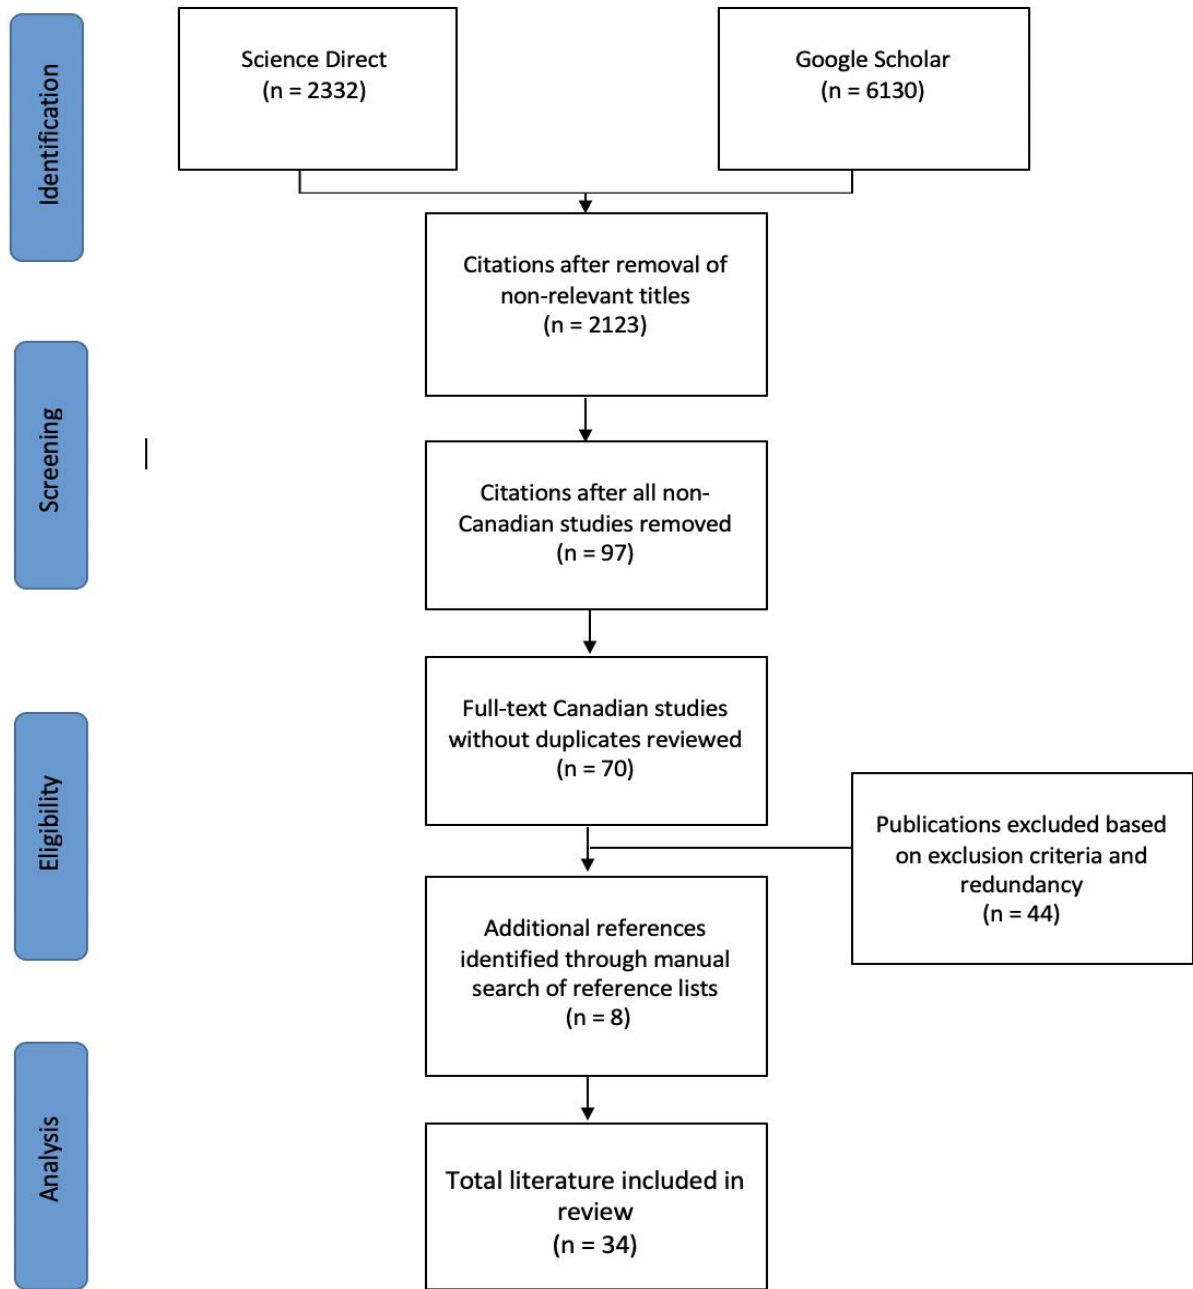 Identification
Science Direct
(n = 2332)
Google Scholar
(n = 6130)
Citations after removal of
non-relevant titles
(n = 2123)
Screening
Citations after all non-
Canadian studies removed
(n = 97)
Eligibility
Full-text Canadian studies
without duplicates reviewed
(n = 70)
Publications excluded based
on exclusion criteria and
redundancy
(n = 44)
Additional references
identified through manual
search of reference lists
(n = 8)
Analysis
Total literature included in
review
(n = 34)